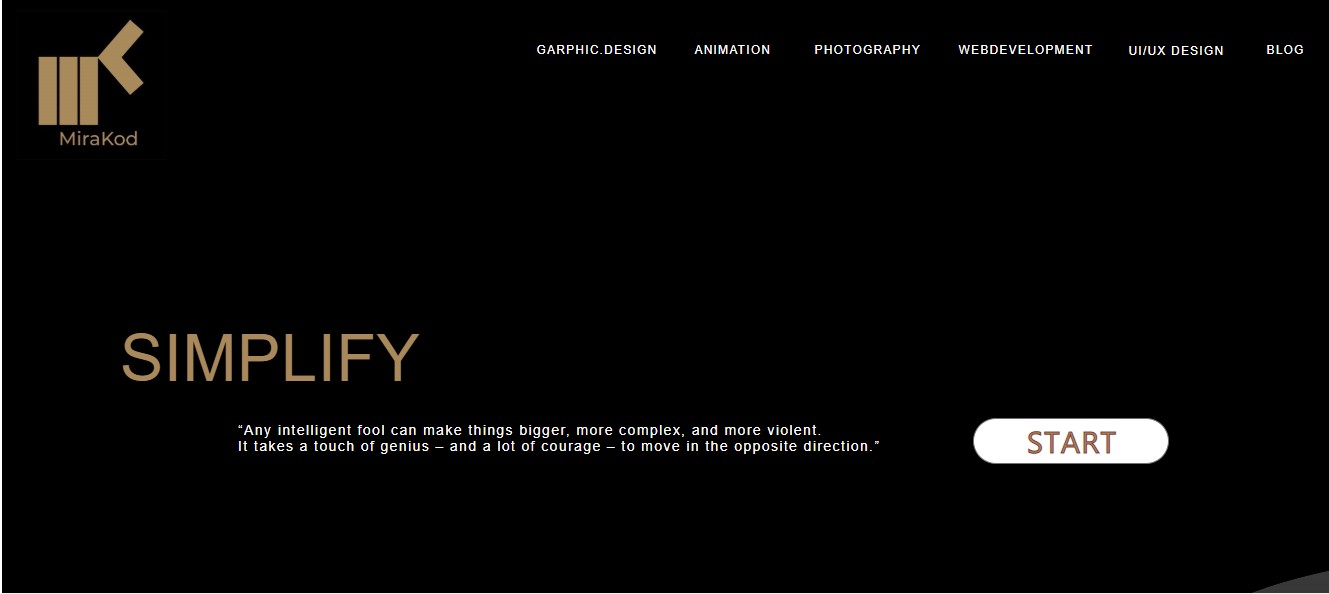 MiraKod
GARPHIC.DESIGN ANIMATION PHOTOGRAPHY WEBDEVELOPMENT UI/UX DESIGN BLOG
SIMPLIFY
“Any intelligent fool can make things bigger, more complex, and more violent.
It takes a touch of genius – and a lot of courage – to move in the opposite direction.”
START